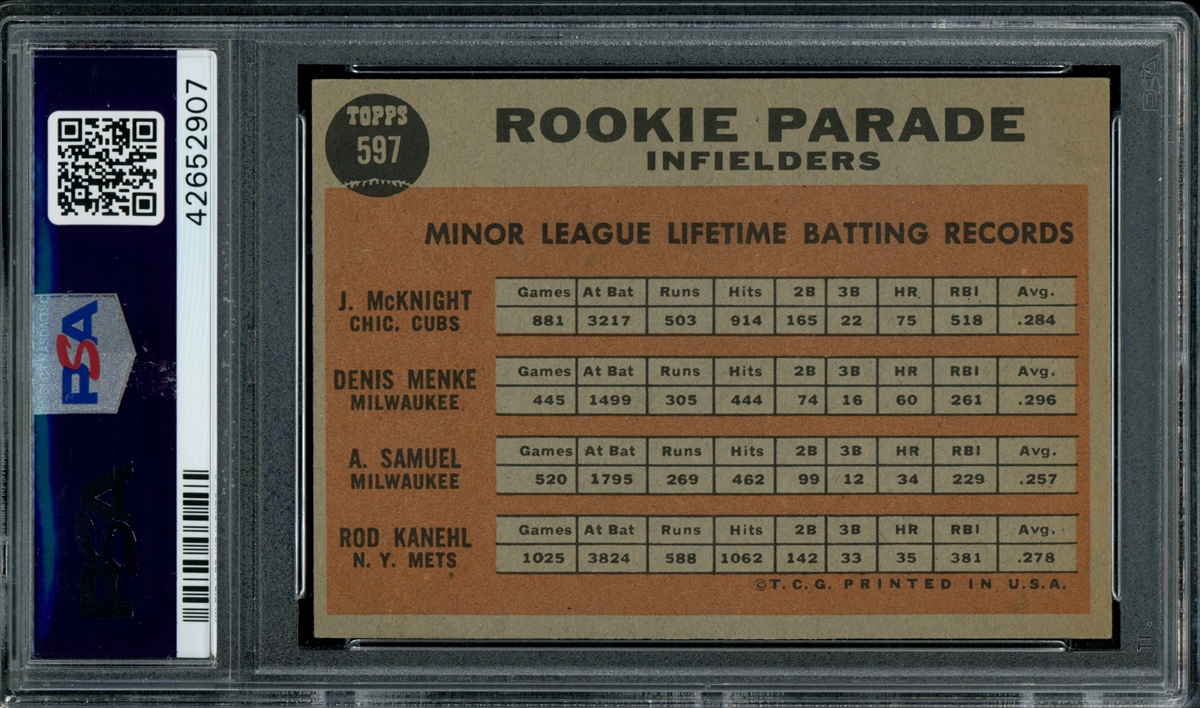 42652907
PSA
PSA
TOPPS
597
ROOKIE PARADE
INFIELDERS
MINOR LEAGUE LIFETIME BATTING RECORDS
J. McKNIGHT
CHIC. CUBS
Games At Bat Runs Hits 2B 3B HR RBI Avg.
881 3217 503 914 165 22 75 518 .284
DENIS MENKE
MILWAUKEE
Games At Bat Runs Hits 2B 3B HR RBI Avg.
445 1499 305 444 74 16 60 261 .296
A. SAMUEL
MILWAUKEE
Games At Bat Runs Hits 2B 3B HR RBI Avg.
520 1795 269 462 99 12 34 229 .257
ROD KANEHL
N. Y. METS
Games At Bat Runs Hits 2B 3B HR RBI Avg.
1025 3824 588 1062 142 33 35 381 .278
©T.C.G. PRINTED IN U.S.A.
PSA